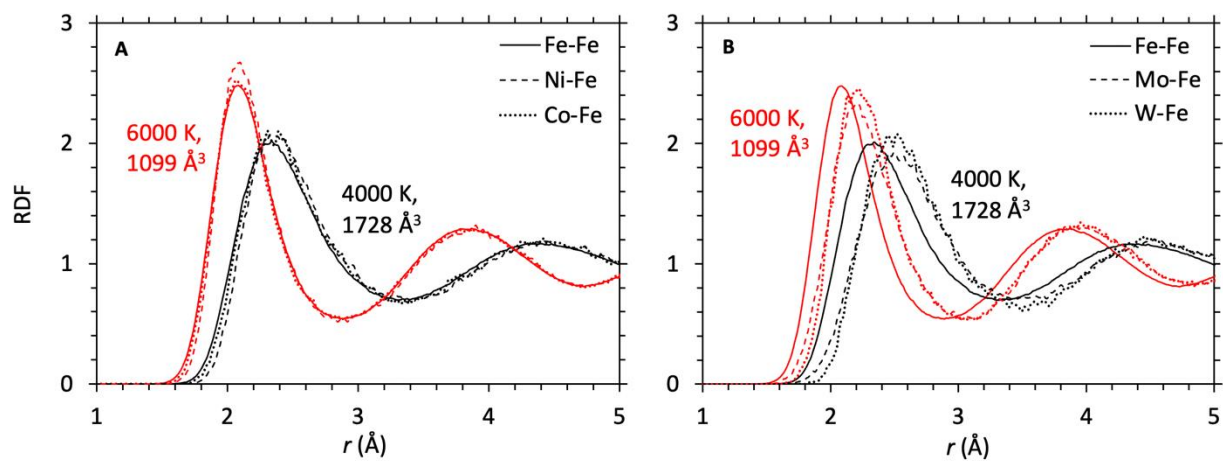 3
A
Fe-Fe
Ni-Fe
Co-Fe
6000 K,
1099 Å³
2
4000 K,
1728 Å³
RDF
1
0
1 2 3 4 5
r (Å)
3
B
Fe-Fe
Mo-Fe
W-Fe
6000 K,
1099 Å³
2
4000 K,
1728 Å³
1
0
1 2 3 4 5
r (Å)